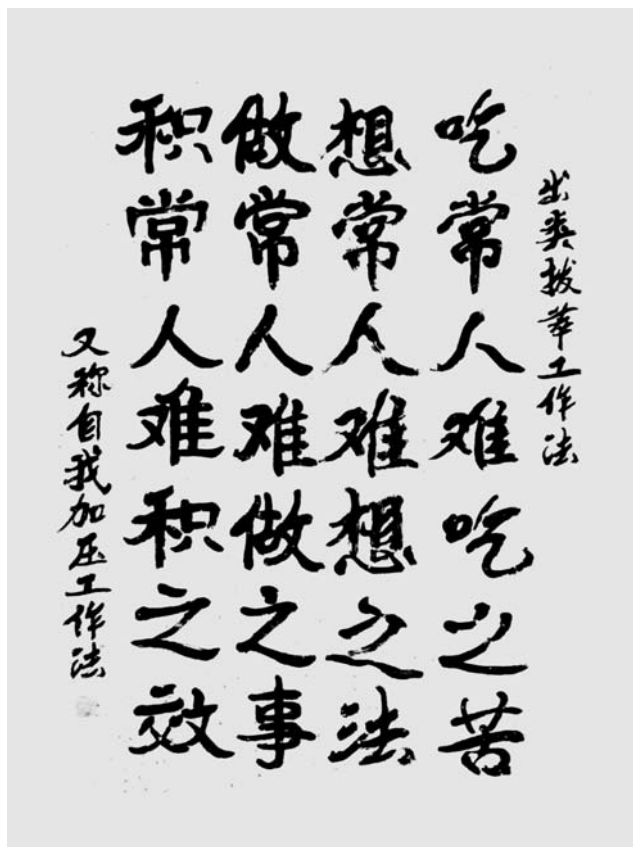 出类拔萃工作法
吃常人难吃之苦
想常人难想之法
做常人难做之事
积常人难积之效
又称自我加压工作法